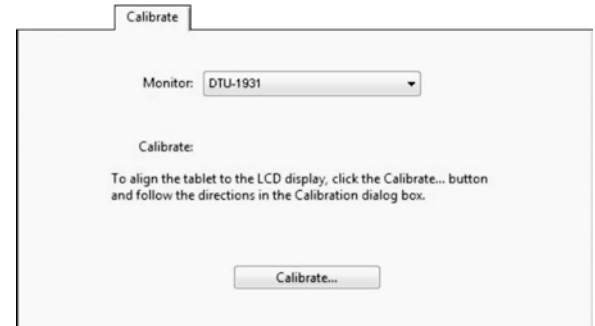 Calibrate
Monitor: DTU-1931
Calibrate:
To align the tablet to the LCD display, click the Calibrate... button
and follow the directions in the Calibration dialog box.
Calibrate...